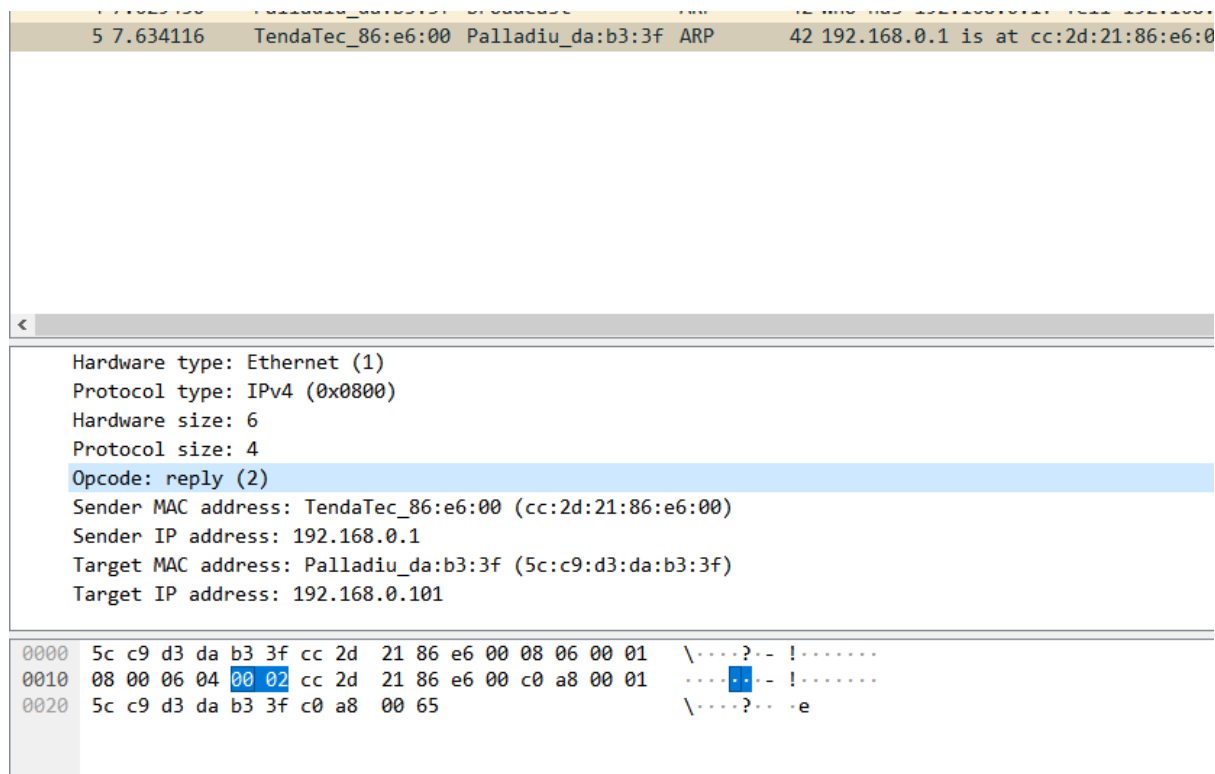 5 7.634116 TendaTec_86:e6:00 Palladiu_da:b3:3f ARP 42 192.168.0.1 is at cc:2d:21:86:e6:0
Hardware type: Ethernet (1)
Protocol type: IPv4 (0x0800)
Hardware size: 6
Protocol size: 4
Opcode: reply (2)
Sender MAC address: TendaTec_86:e6:00 (cc:2d:21:86:e6:00)
Sender IP address: 192.168.0.1
Target MAC address: Palladiu_da:b3:3f (5c:c9:d3:da:b3:3f)
Target IP address: 192.168.0.101
0000 5c c9 d3 da b3 3f cc 2d 21 86 e6 00 08 06 00 01 \····?·- !·······
0010 08 00 06 04 00 02 cc 2d 21 86 e6 00 c0 a8 00 01 ·······- !·······
0020 5c c9 d3 da b3 3f c0 a8 00 65 \····?·· ·e